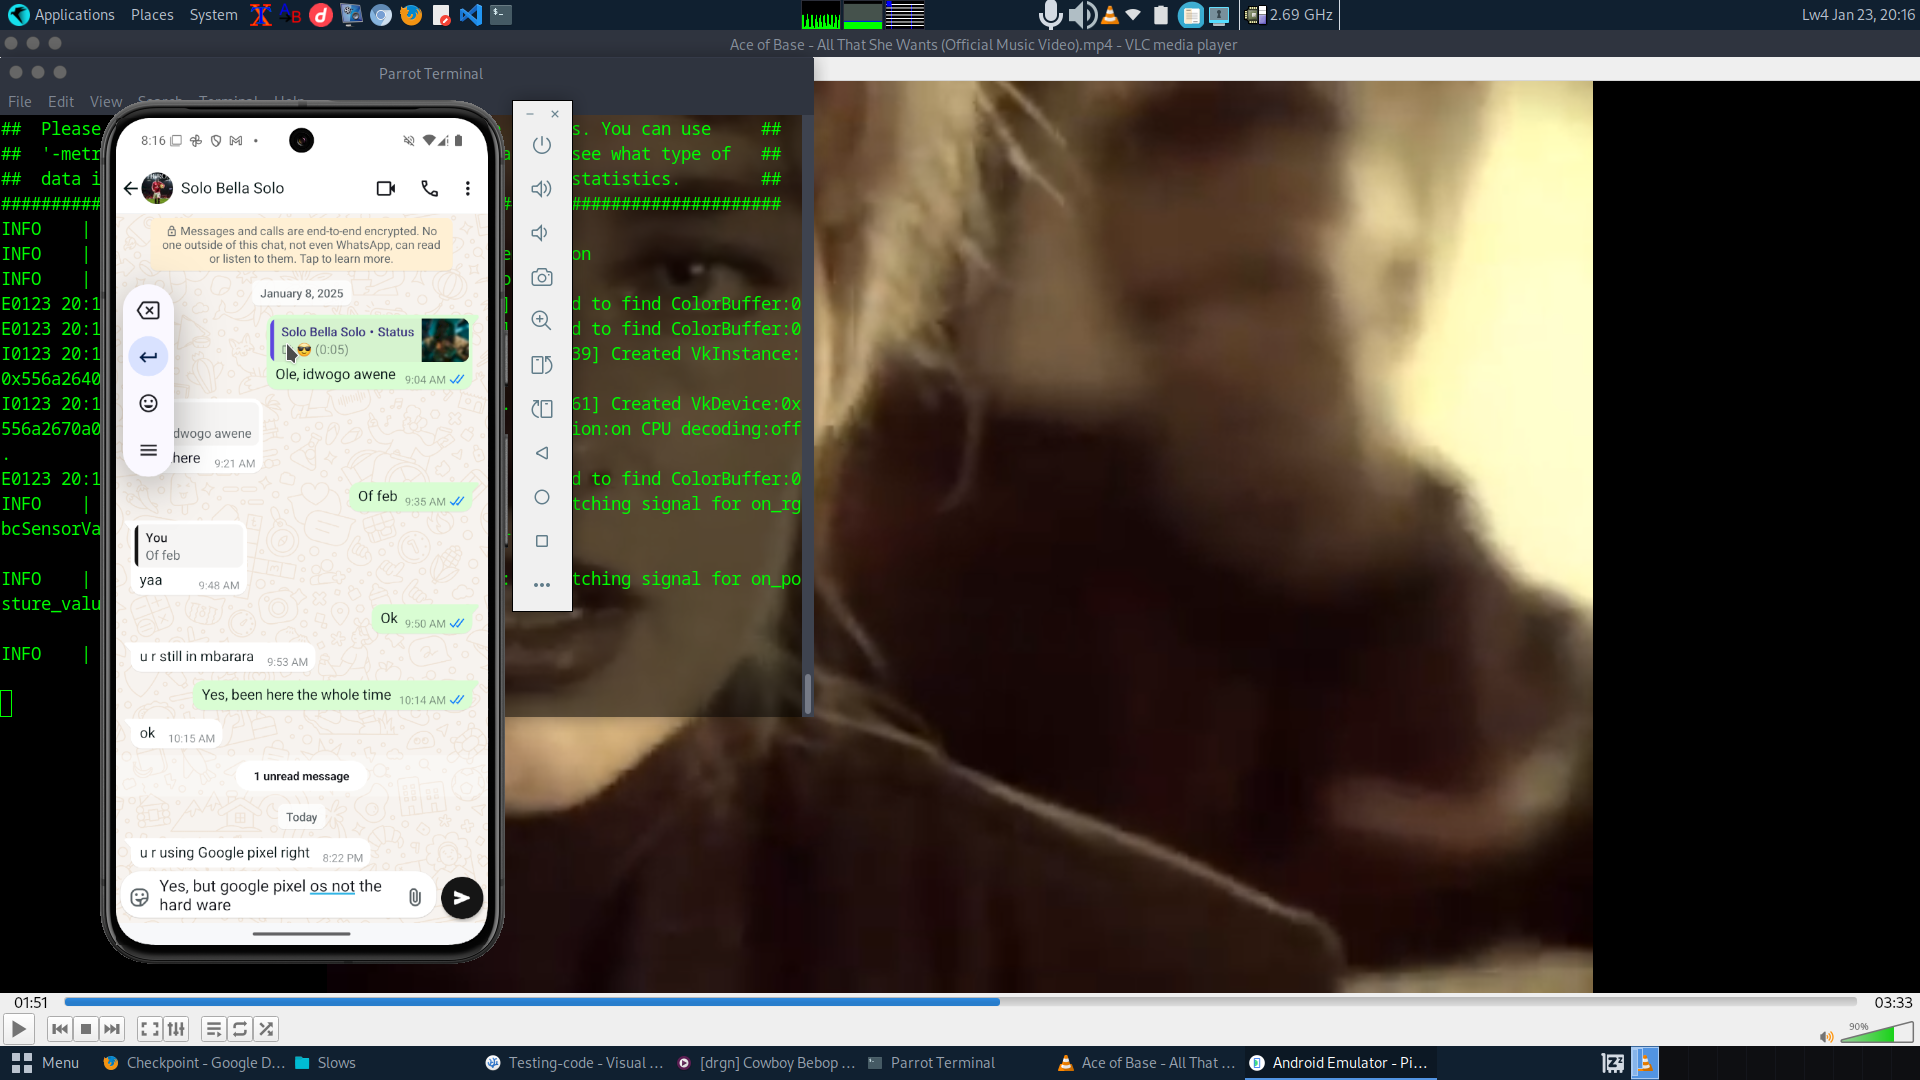 Applications Places System
2.69 GHz
Lw4 Jan 23, 20:16
Ace of Base - All That She Wants (Official Music Video).mp4 - VLC media player
Parrot Terminal
File Edit View Search Terminal Help
## Please
s. You can use ##
## '-metr
see what type of ##
## data i
statistics. ##
##########
#####################
INFO |
INFO |
on
INFO |
E0123 20:1
d to find ColorBuffer:0
E0123 20:1
d to find ColorBuffer:0
I0123 20:1
39] Created VkInstance:
0x556a2640
I0123 20:1
61] Created VkDevice:0x
556a2670a0
ion:on CPU decoding:off
.
E0123 20:1
d to find ColorBuffer:0
INFO |
tching signal for on_rg
bcSensorVa
INFO |
tching signal for on_po
sture_valu
INFO |
8:16
Solo Bella Solo
Messages and calls are end-to-end encrypted. No
one outside of this chat, not even WhatsApp, can read
or listen to them. Tap to learn more.
January 8, 2025
Solo Bella Solo • Status
😎 (0:05)
Ole, idwogo awene 9:04 AM
dwogo awene
here 9:21 AM
Of feb 9:35 AM
You
Of feb
yaa 9:48 AM
Ok 9:50 AM
u r still in mbarara 9:53 AM
Yes, been here the whole time 10:14 AM
ok 10:15 AM
1 unread message
Today
u r using Google pixel right 8:22 PM
Yes, but google pixel os not the
hard ware
01:51
03:33
90%
Menu
Checkpoint - Google D...
Slows
Testing-code - Visual ...
[drgn] Cowboy Bebop ...
Parrot Terminal
Ace of Base - All That ...
Android Emulator - Pi...